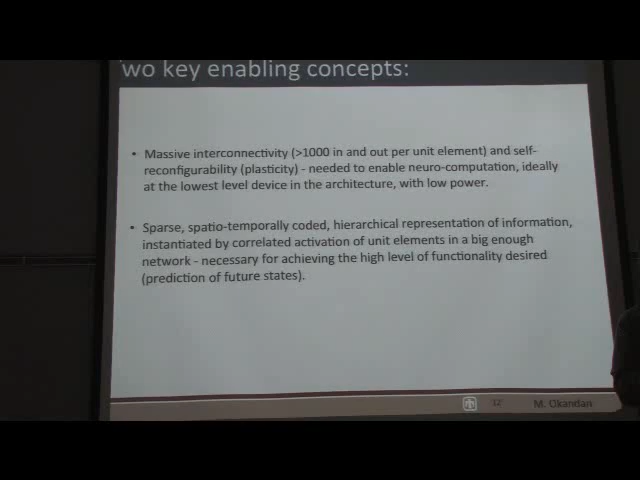 wo key enabling concepts:
• Massive interconnectivity (>1000 in and out per unit element) and self-
reconfigurability (plasticity) - needed to enable neuro-computation, ideally
at the lowest level device in the architecture, with low power.
• Sparse, spatio-temporally coded, hierarchical representation of information,
instantiated by correlated activation of unit elements in a big enough
network - necessary for achieving the high level of functionality desired
(prediction of future states).
12
M. Okandan